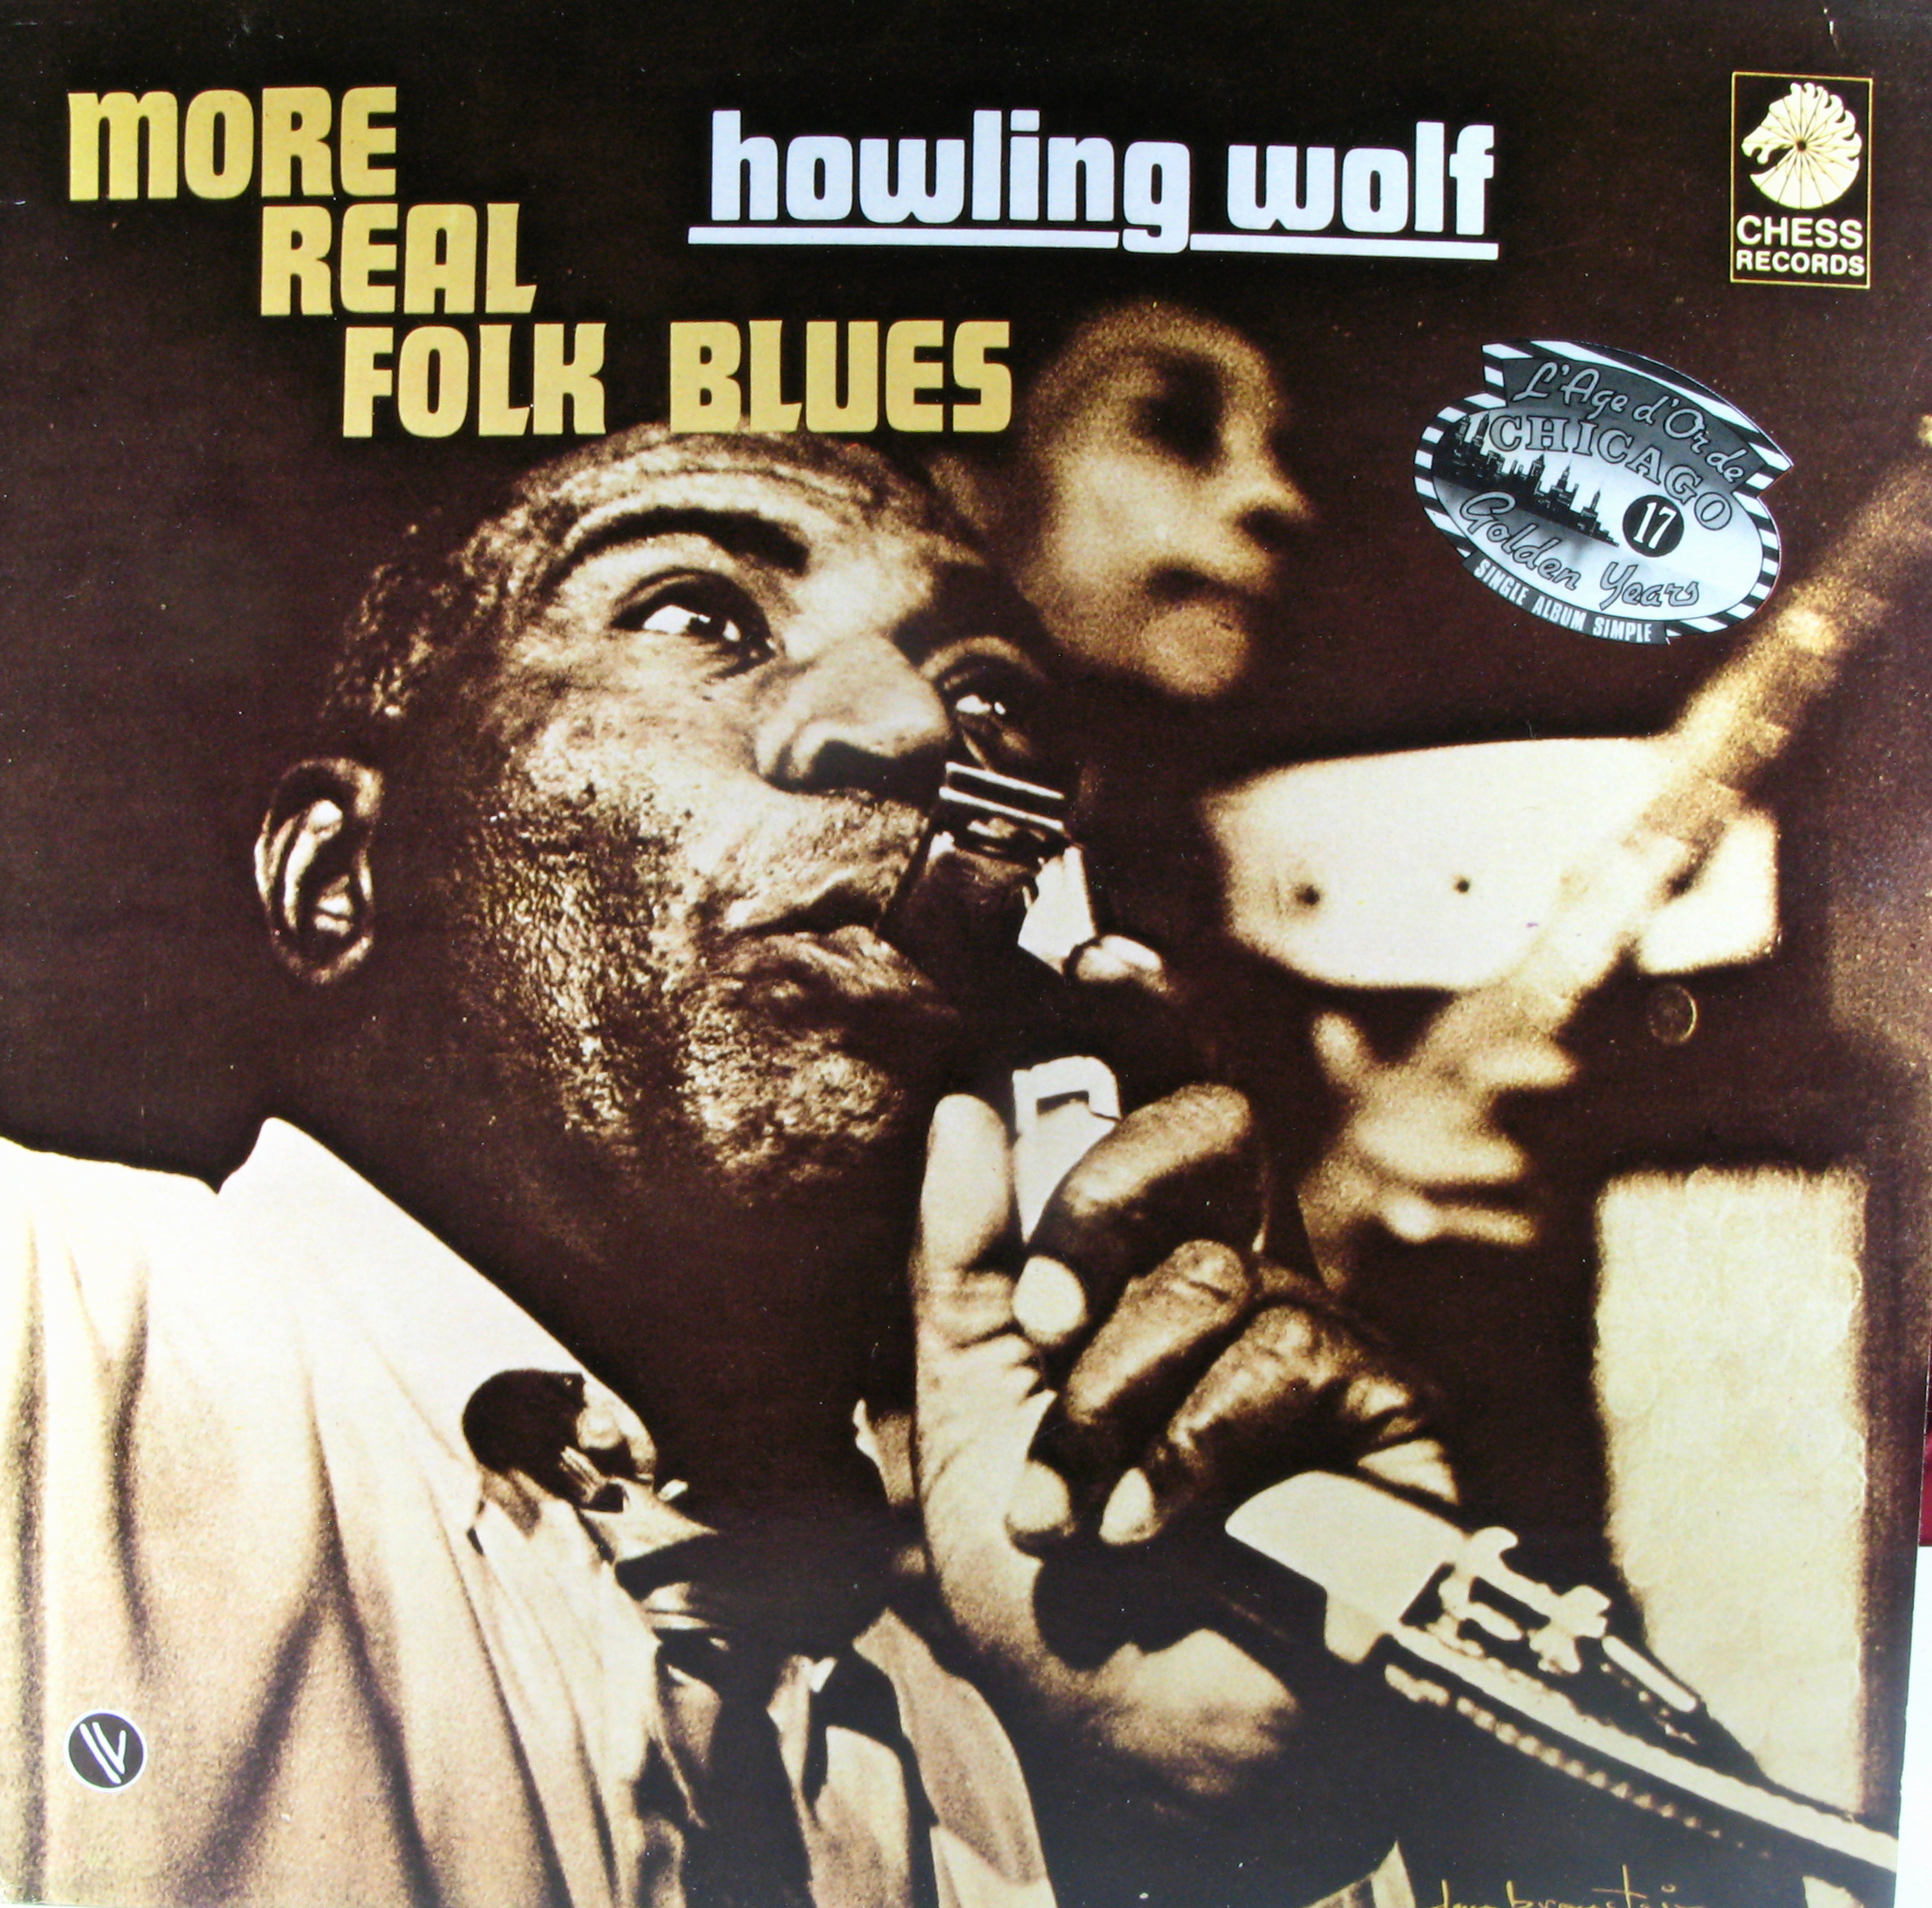 MORE
REAL
FOLK BLUES
howling wolf
CHESS
RECORDS
L'Age d'Or de
CHICAGO
17
Golden Years
SINGLE ALBUM SIMPLE